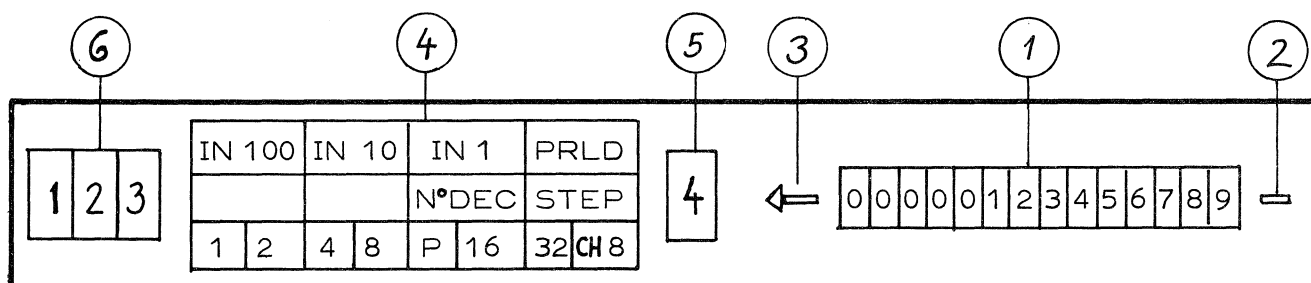 6 4 5 3 1 2
IN 100 IN 10 IN 1 PRLD
1 2 3 N°DEC STEP 4 0 0 0 0 0 1 2 3 4 5 6 7 8 9
1 2 4 8 P 16 32 CH 8